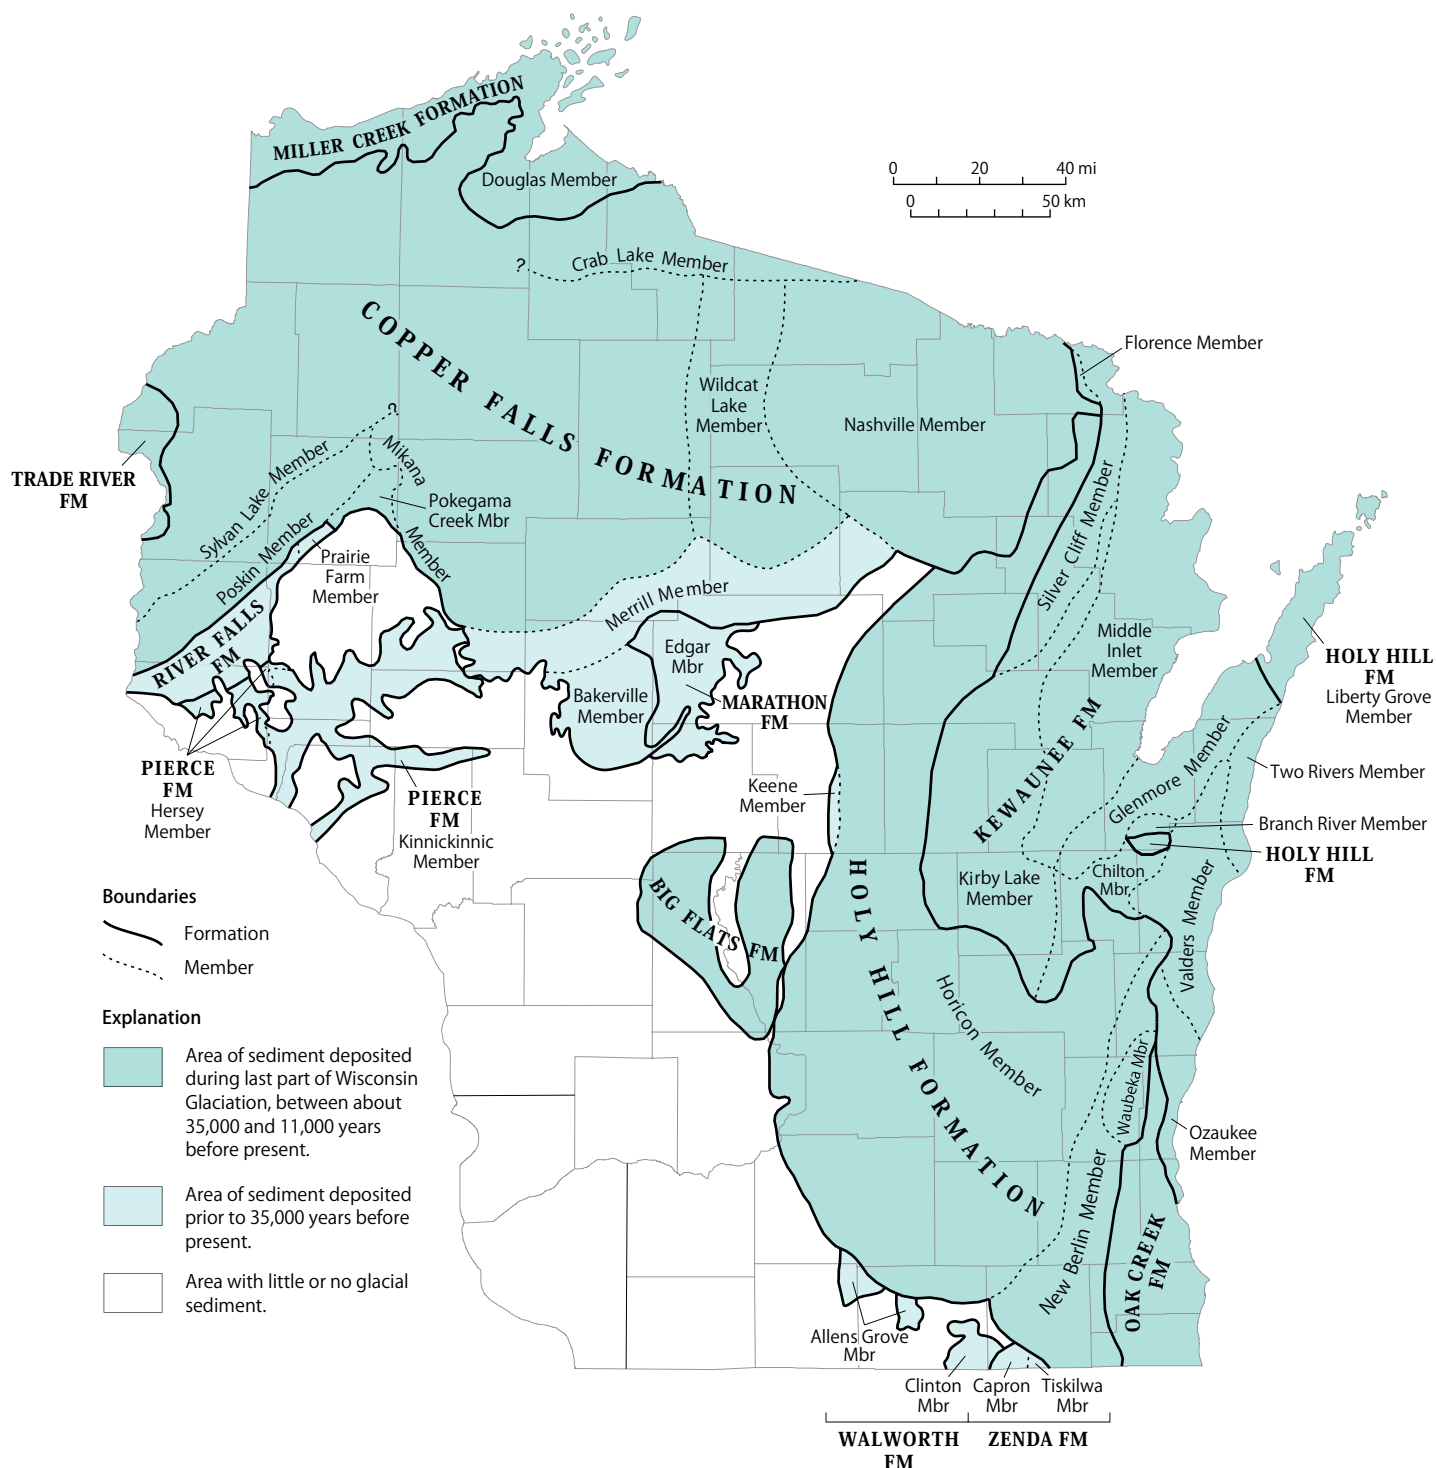 MILLER CREEK FORMATION
Douglas Member
0 20 40 mi
0 50 km
?
Crab Lake Member
COPPER FALLS FORMATION
Florence Member
Wildcat
Lake
Member
Nashville Member
?
TRADE RIVER
FM
Sylvan Lake Member
Mikana
Member
Pokegama
Creek Mbr
Poskin Member
Prairie
Farm
Member
Silver Cliff Member
Merrill Member
RIVER FALLS
FM
Edgar
Mbr
Middle
Inlet
Member
HOLY HILL
FM
Liberty Grove
Member
Bakerville
Member
MARATHON
FM
KEWAUNEE FM
Glenmore Member
Two Rivers Member
PIERCE
FM
Hersey
Member
PIERCE
FM
Kinnickinnic
Member
Keene
Member
Branch River Member
HOLY HILL
FM
Kirby Lake
Member
Chilton
Mbr
Valders Member
BIG FLATS FM
HOLY HILL FORMATION
Horicon Member
Waubeka Mbr
Ozaukee
Member
New Berlin Member
OAK CREEK
FM
Allens Grove
Mbr
Clinton
Mbr
Capron
Mbr
Tiskilwa
Mbr
WALWORTH
FM
ZENDA FM
Boundaries
Formation
Member
Explanation
Area of sediment deposited
during last part of Wisconsin
Glaciation, between about
35,000 and 11,000 years
before present.
Area of sediment deposited
prior to 35,000 years before
present.
Area with little or no glacial
sediment.